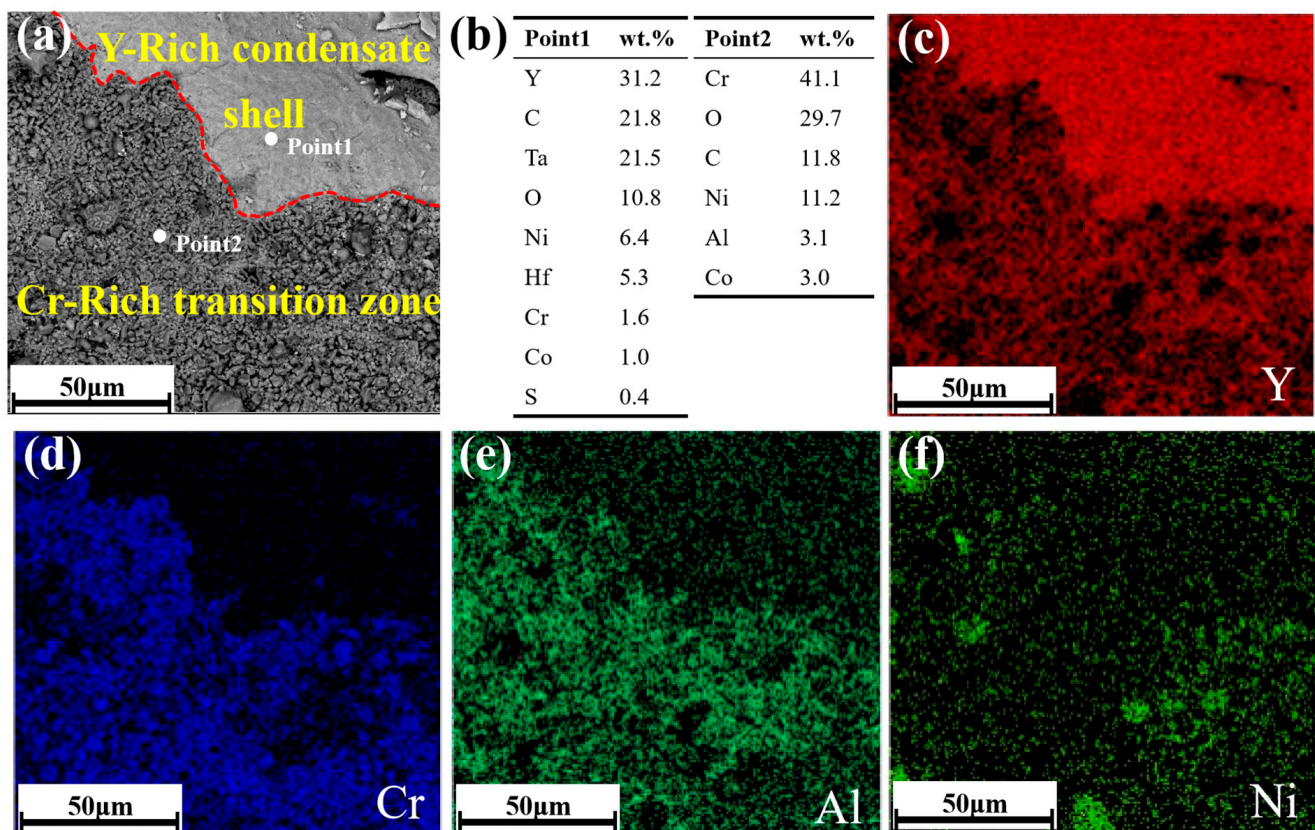 (a)
Y-Rich condensate
shell
Point1
Point2
Cr-Rich transition zone
50μm
(b)
Point1 wt.% Point2 wt.%
Y 31.2 Cr 41.1
C 21.8 O 29.7
Ta 21.5 C 11.8
O 10.8 Ni 11.2
Ni 6.4 Al 3.1
Hf 5.3 Co 3.0
Cr 1.6
Co 1.0
S 0.4
(c)
50μm
Y
(d)
50μm
Cr
(e)
50μm
Al
(f)
50μm
Ni